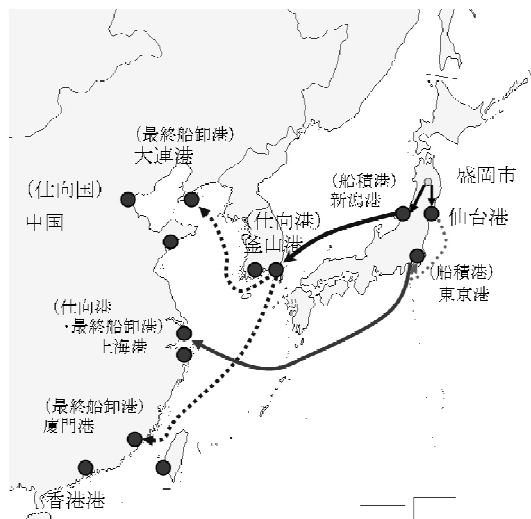 (最終船卸港)
大連港
(仕向国)
中国
(船積港)
新潟港
盛岡市
仙台港
(仕向港)
釜山港
(船積港)
東京港
(仕向港
・最終船卸港)
上海港
(最終船卸港)
廈門港
香港港